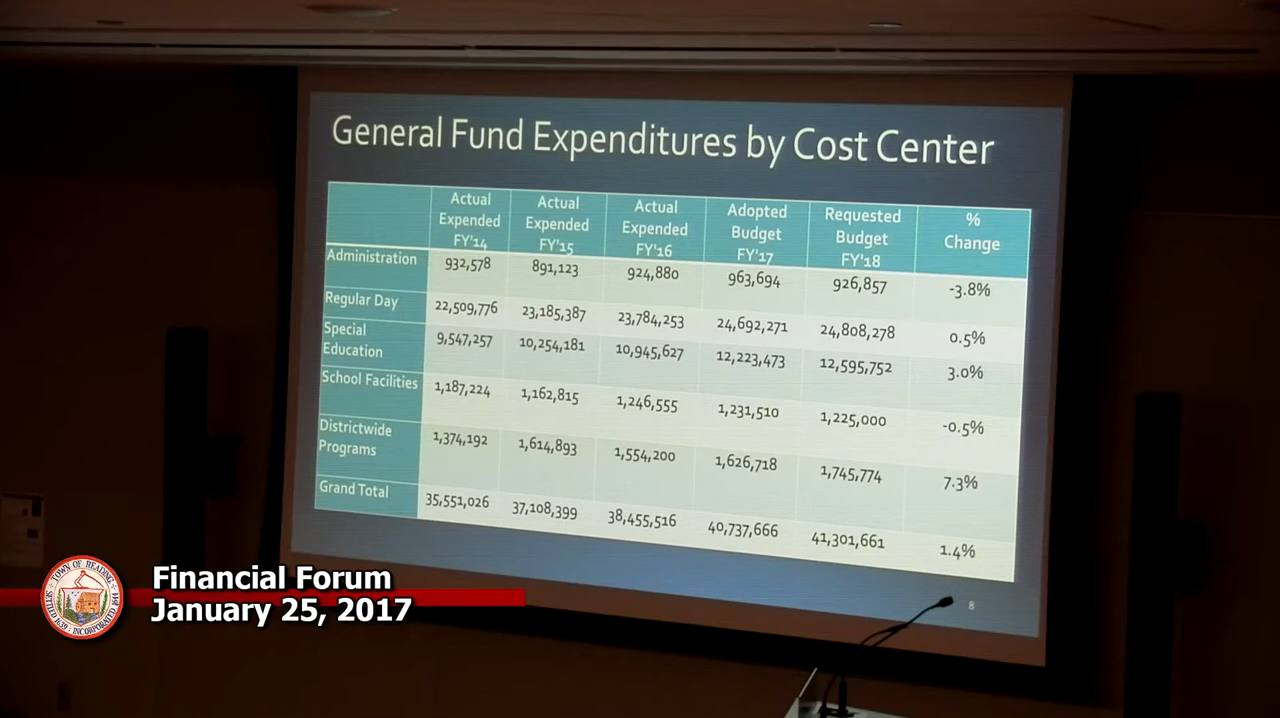 General Fund Expenditures by Cost Center
Actual Expended FY'14 Actual Expended FY'15 Actual Expended FY'16 Adopted Budget FY'17 Requested Budget FY'18 % Change
Administration 932,578 891,123 924,880 963,694 926,857 -3.8%
Regular Day 22,509,776 23,185,387 23,784,253 24,692,271 24,808,278 0.5%
Special Education 9,547,257 10,254,181 10,945,627 12,223,473 12,595,752 3.0%
School Facilities 1,187,224 1,162,815 1,246,555 1,231,510 1,225,000 -0.5%
Districtwide Programs 1,374,192 1,614,893 1,554,200 1,626,718 1,745,774 7.3%
Grand Total 35,551,026 37,108,399 38,455,516 40,737,666 41,301,661 1.4%
8
TOWN OF READING
SETTLED 1639 : INCORPORATED 1644
Financial Forum
January 25, 2017